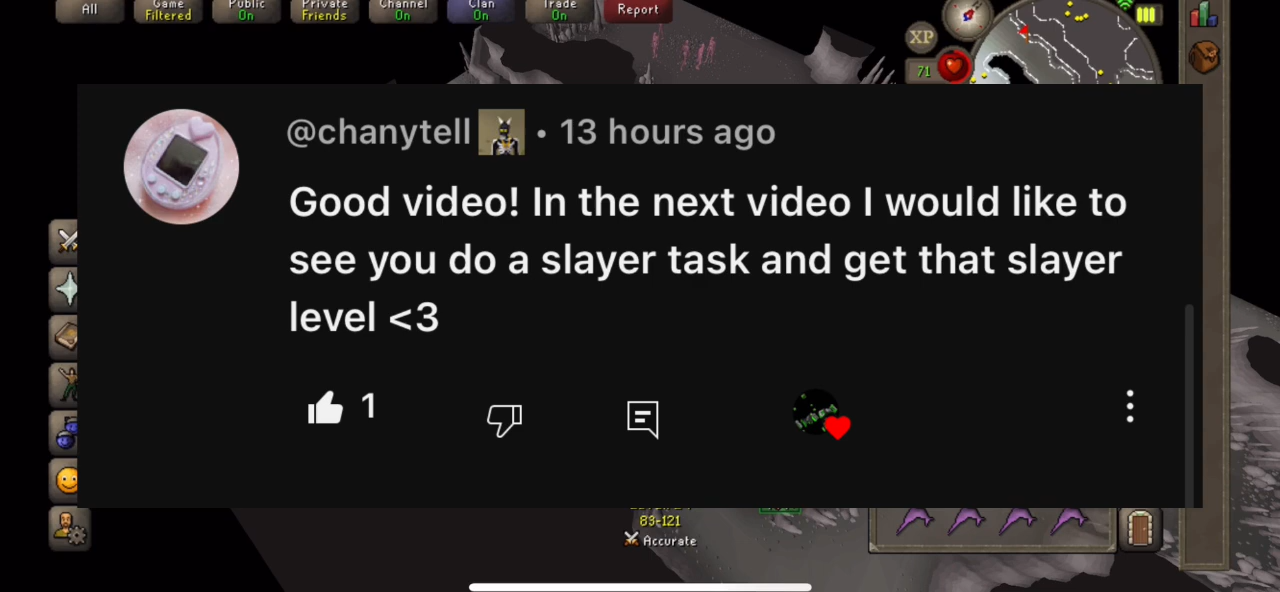 All
Game
Filtered
Public
On
Private
Friends
Channel
On
Clan
On
Trade
On
Report
XP
71
@chanytell • 13 hours ago
Good video! In the next video I would like to
see you do a slayer task and get that slayer
level <3
1
83-121
Accurate